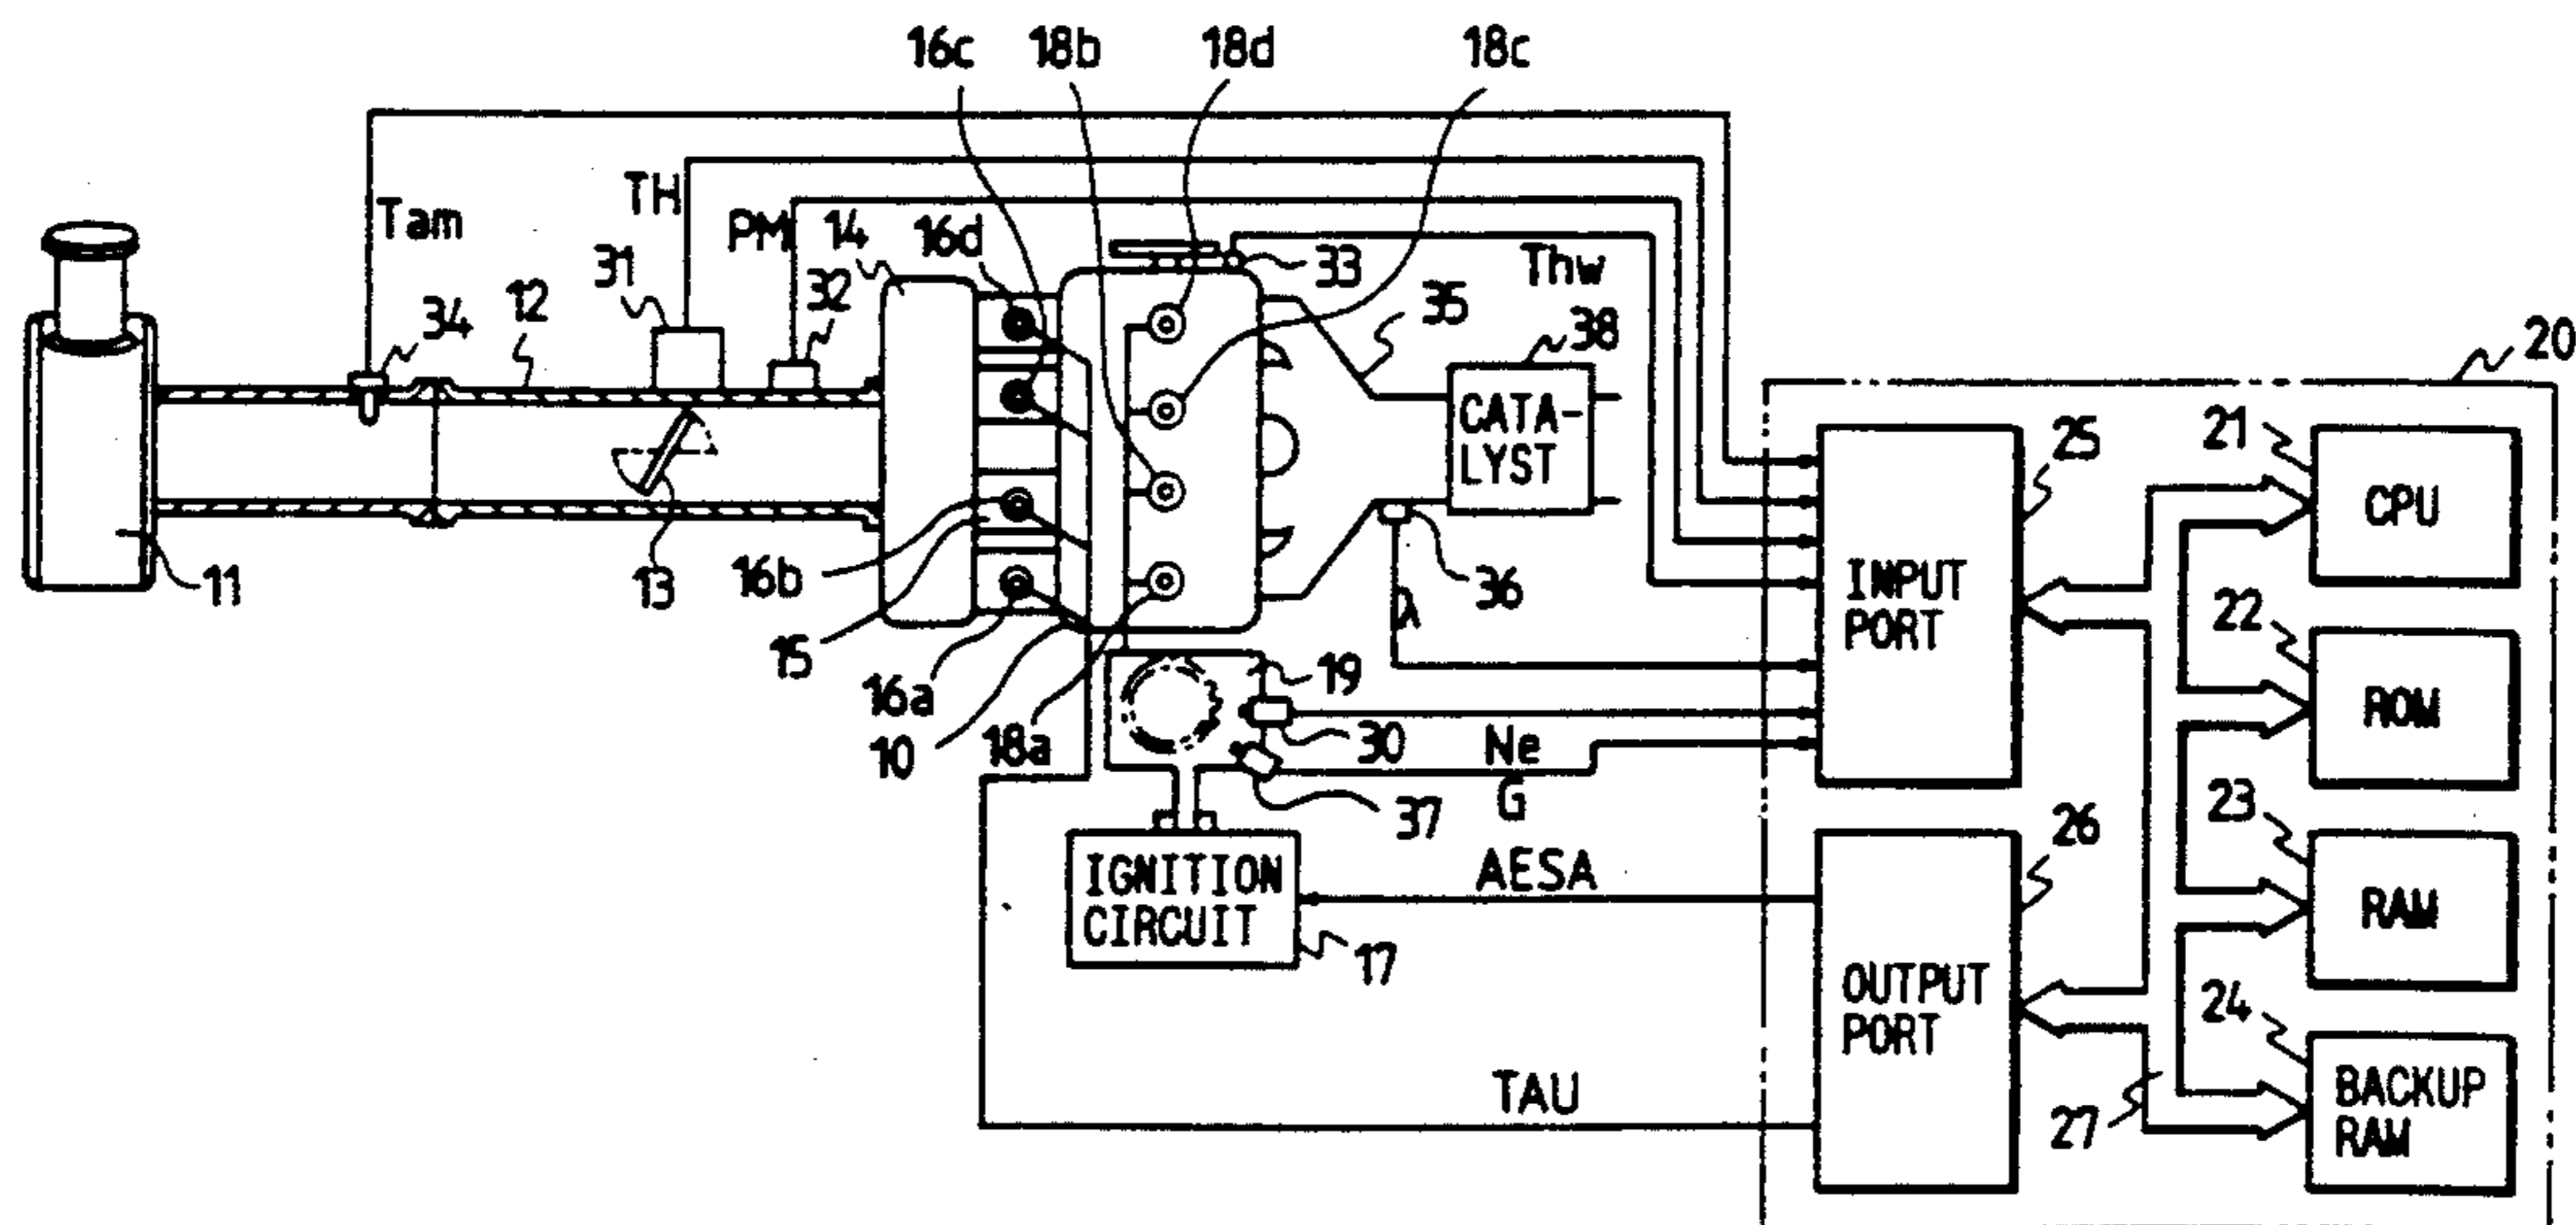 16c 18b 18d 18c
Tam
TH
PM
14
16d
31
32
33
Thw
34
12
35
38
20
CATA-
LYST
25
21
CPU
11
13
16b
15
16a
10
18a
36
λ
INPUT
PORT
22
ROM
19
30
Ne
G
37
23
RAM
26
IGNITION
CIRCUIT
17
AESA
OUTPUT
PORT
24
BACKUP
RAM
27
TAU